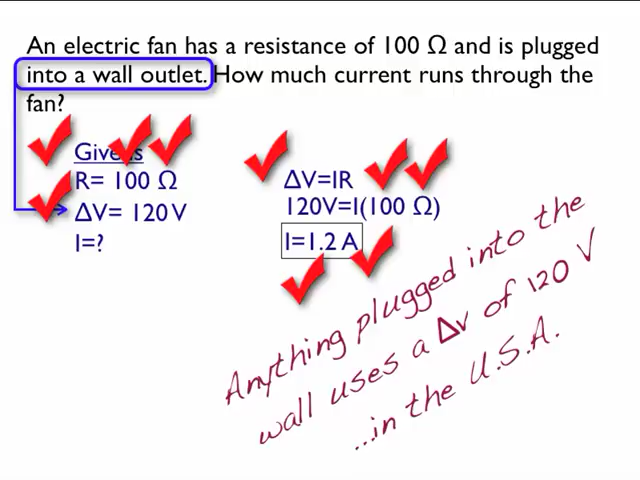 An electric fan has a resistance of 100 Ω and is plugged
into a wall outlet. How much current runs through the
fan?
Givens
R= 100 Ω
ΔV= 120 V
I=?
ΔV=IR
120V=I(100 Ω)
I=1.2 A
Anything plugged into the
wall uses a ΔV of 120 V
...in the U.S.A.